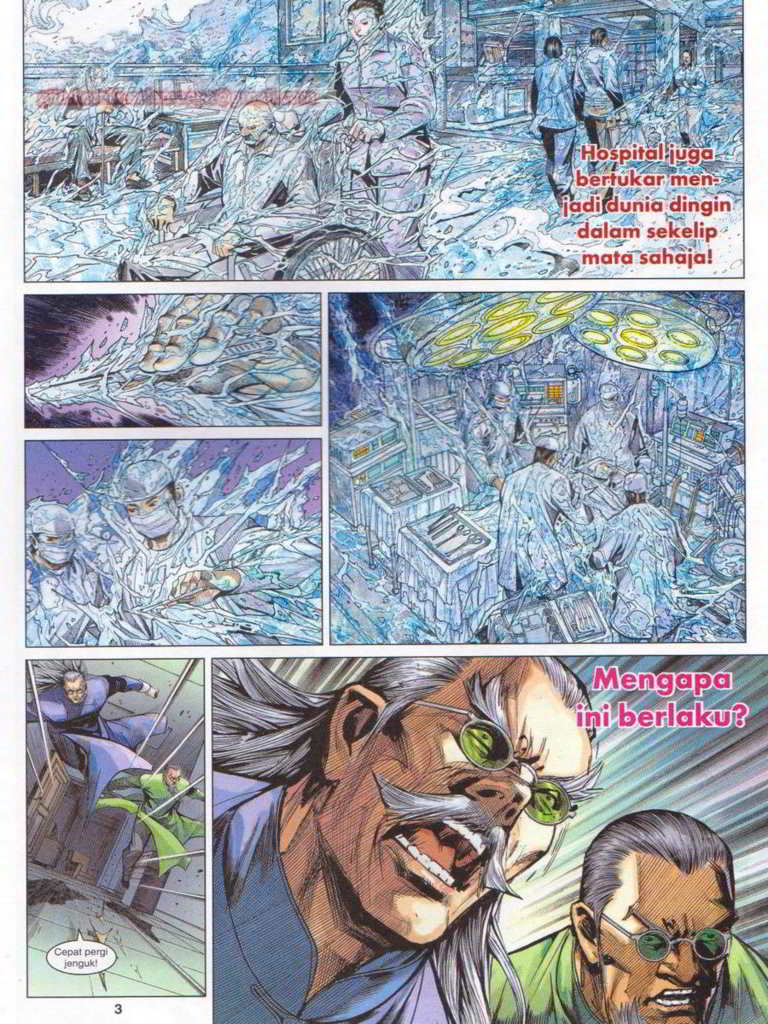 Hospital juga
bertukar men-
jadi dunia dingin
dalam sekelip
mata sahaja!
Mengapa
ini berlaku?
Cepat pergi
jenguk!
3